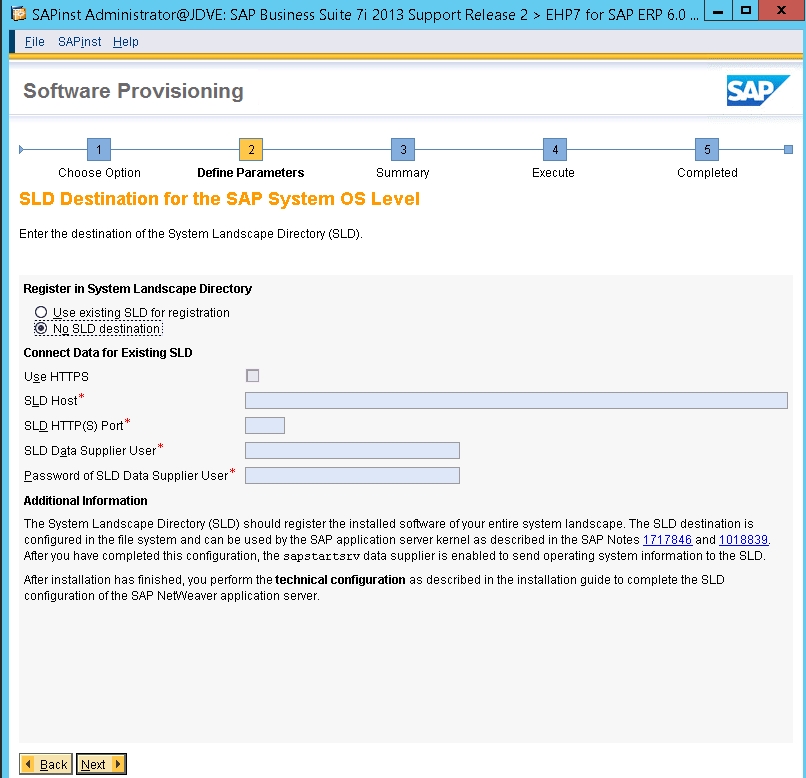 SAPinst Administrator@JDVE: SAP Business Suite 7i 2013 Support Release 2 > EHP7 for SAP ERP 6.0 ...
X
File SAPinst Help
Software Provisioning
SAP
1 2 3 4 5
Choose Option Define Parameters Summary Execute Completed
SLD Destination for the SAP System OS Level
Enter the destination of the System Landscape Directory (SLD).
Register in System Landscape Directory
Use existing SLD for registration
No SLD destination
Connect Data for Existing SLD
Use HTTPS
SLD Host*
SLD HTTP(S) Port*
SLD Data Supplier User*
Password of SLD Data Supplier User*
Additional Information
The System Landscape Directory (SLD) should register the installed software of your entire system landscape. The SLD destination is
configured in the file system and can be used by the SAP application server kernel as described in the SAP Notes 1717846 and 1018839.
After you have completed this configuration, the sapstartsrv data supplier is enabled to send operating system information to the SLD.
After installation has finished, you perform the technical configuration as described in the installation guide to complete the SLD
configuration of the SAP NetWeaver application server.
Back Next